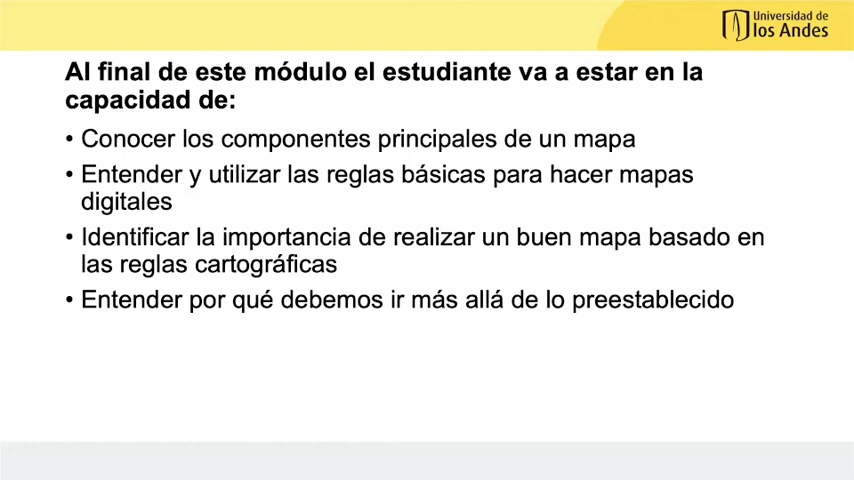 Universidad de
los Andes
Al final de este módulo el estudiante va a estar en la
capacidad de:
• Conocer los componentes principales de un mapa
• Entender y utilizar las reglas básicas para hacer mapas
digitales
• Identificar la importancia de realizar un buen mapa basado en
las reglas cartográficas
• Entender por qué debemos ir más allá de lo preestablecido